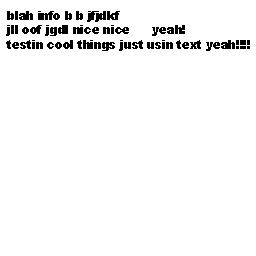 blah info b b jfjdkf
jll oof jgdl nice nice yeah!
testin cool things just usin text yeah!!!!